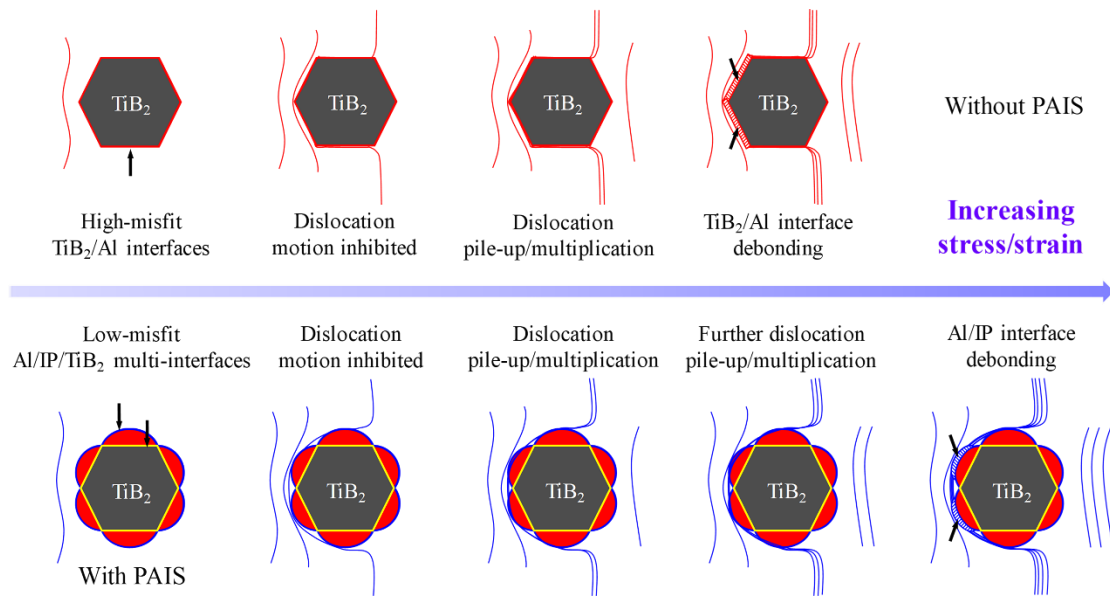 TiB₂
TiB₂
TiB₂
TiB₂
Without PAIS
High-misfit
TiB₂/Al interfaces
Dislocation
motion inhibited
Dislocation
pile-up/multiplication
TiB₂/Al interface
debonding
Increasing
stress/strain
Low-misfit
Al/IP/TiB₂ multi-interfaces
Dislocation
motion inhibited
Dislocation
pile-up/multiplication
Further dislocation
pile-up/multiplication
Al/IP interface
debonding
TiB₂
TiB₂
TiB₂
TiB₂
TiB₂
With PAIS